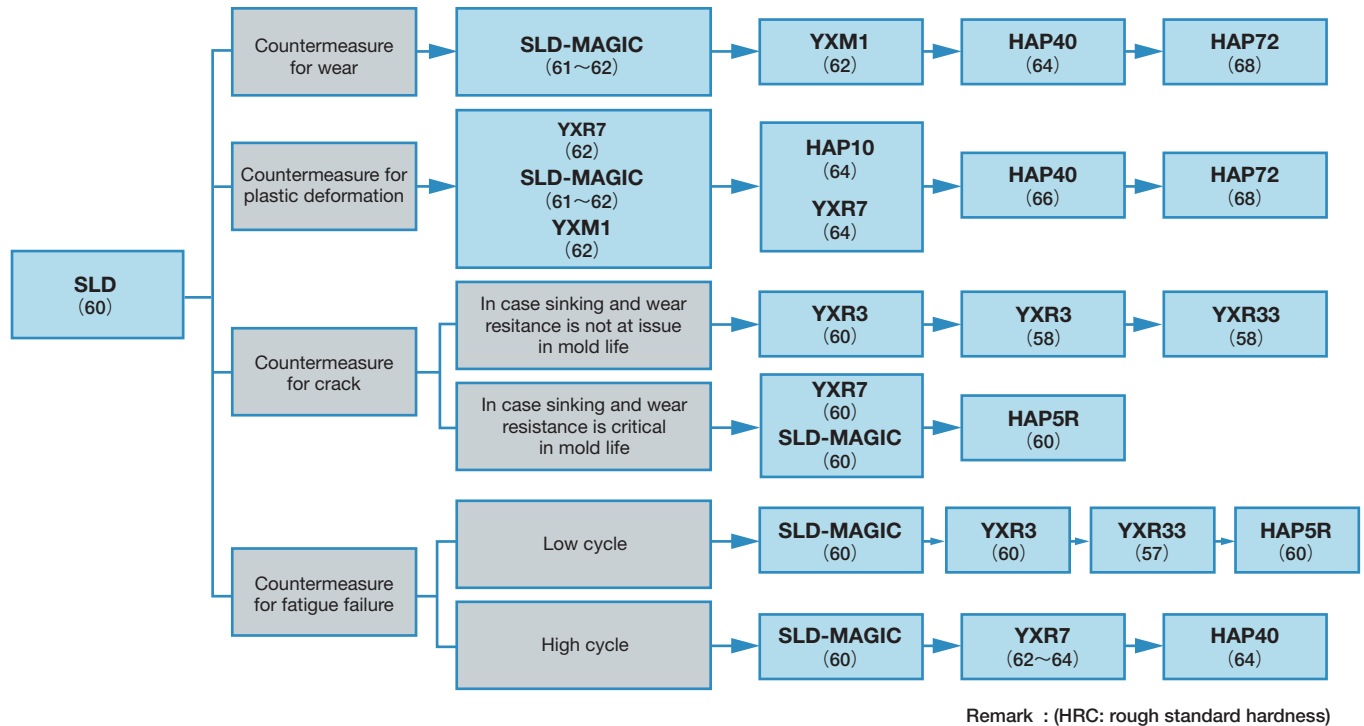 SLD
(60)
Countermeasure
for wear
SLD-MAGIC
(61～62)
YXM1
(62)
HAP40
(64)
HAP72
(68)
Countermeasure for
plastic deformation
YXR7
(62)
SLD-MAGIC
(61～62)
YXM1
(62)
HAP10
(64)
YXR7
(64)
HAP40
(66)
HAP72
(68)
Countermeasure
for crack
In case sinking and wear
resitance is not at issue
in mold life
YXR3
(60)
YXR3
(58)
YXR33
(58)
In case sinking and wear
resistance is critical
in mold life
YXR7
(60)
SLD-MAGIC
(60)
HAP5R
(60)
Countermeasure
for fatigue failure
Low cycle
SLD-MAGIC
(60)
YXR3
(60)
YXR33
(57)
HAP5R
(60)
High cycle
SLD-MAGIC
(60)
YXR7
(62～64)
HAP40
(64)
Remark : (HRC: rough standard hardness)